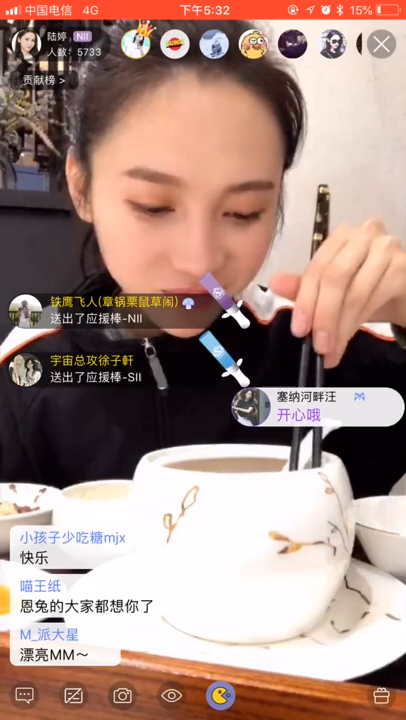 中国电信 4G 下午5:32 15%
陆婷 NII
人数: 5733
贡献榜 >
鉄鹰飞人(章锅栗鼠草闹)
送出了应援棒-NII
宇宙总攻徐子軒
送出了应援棒-SII
塞纳河畔汪
开心哦
小孩子少吃糖mjx
快乐
喵王纸
恩兔的大家都想你了
M_派大星
漂亮MM～